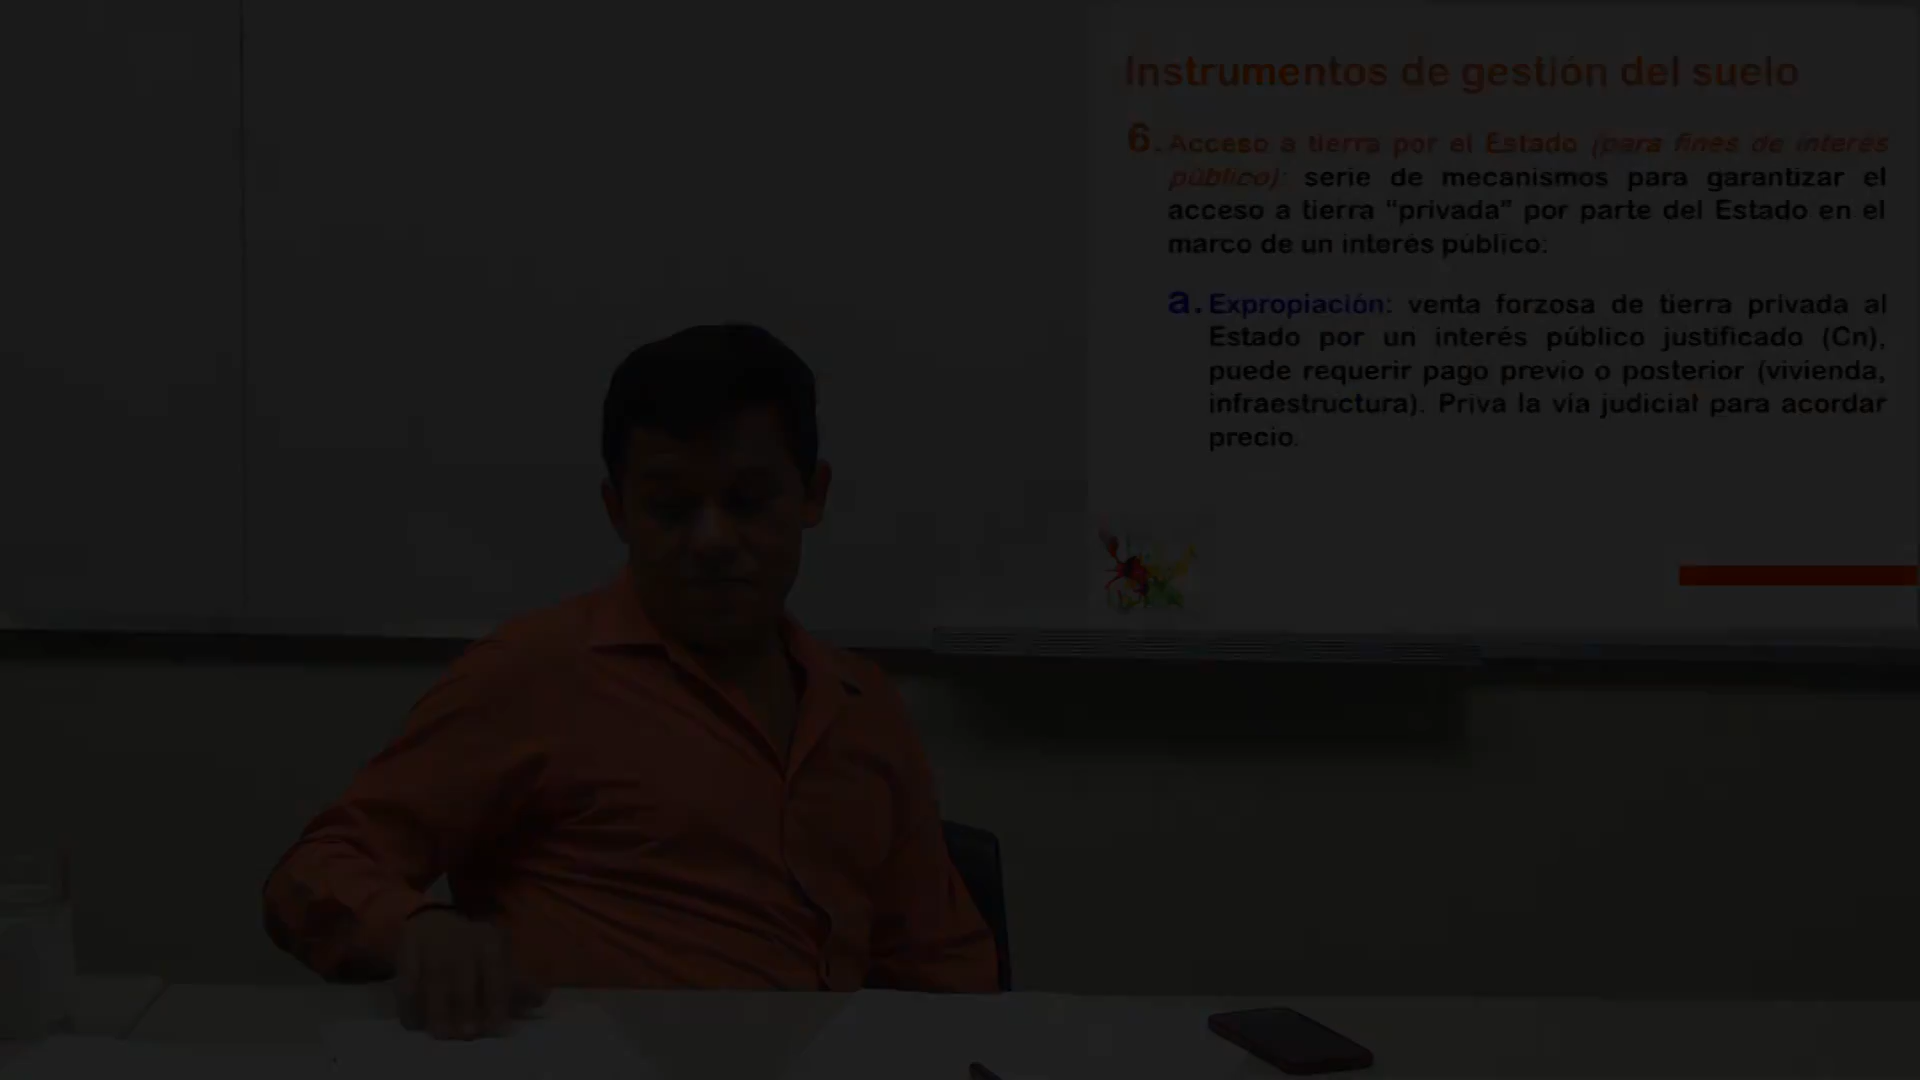 Instrumentos de gestión del suelo
6. Acceso a tierra por el Estado (para fines de interés
público): serie de mecanismos para garantizar el
acceso a tierra “privada” por parte del Estado en el
marco de un interés público:
a. Expropiación: venta forzosa de tierra privada al
Estado por un interés público justificado (Cn),
puede requerir pago previo o posterior (vivienda,
infraestructura). Priva la vía judicial para acordar
precio.